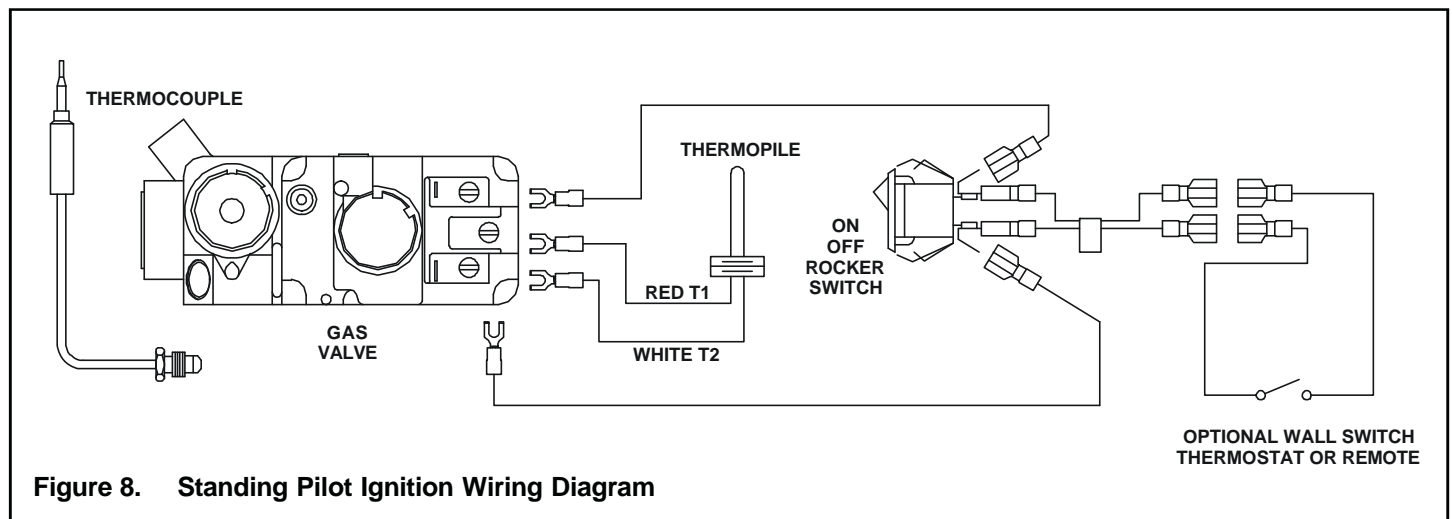 THERMOCOUPLE
THERMOPILE
ON
OFF
ROCKER
SWITCH
RED T1
GAS
VALVE
WHITE T2
OPTIONAL WALL SWITCH
THERMOSTAT OR REMOTE
Figure 8. Standing Pilot Ignition Wiring Diagram